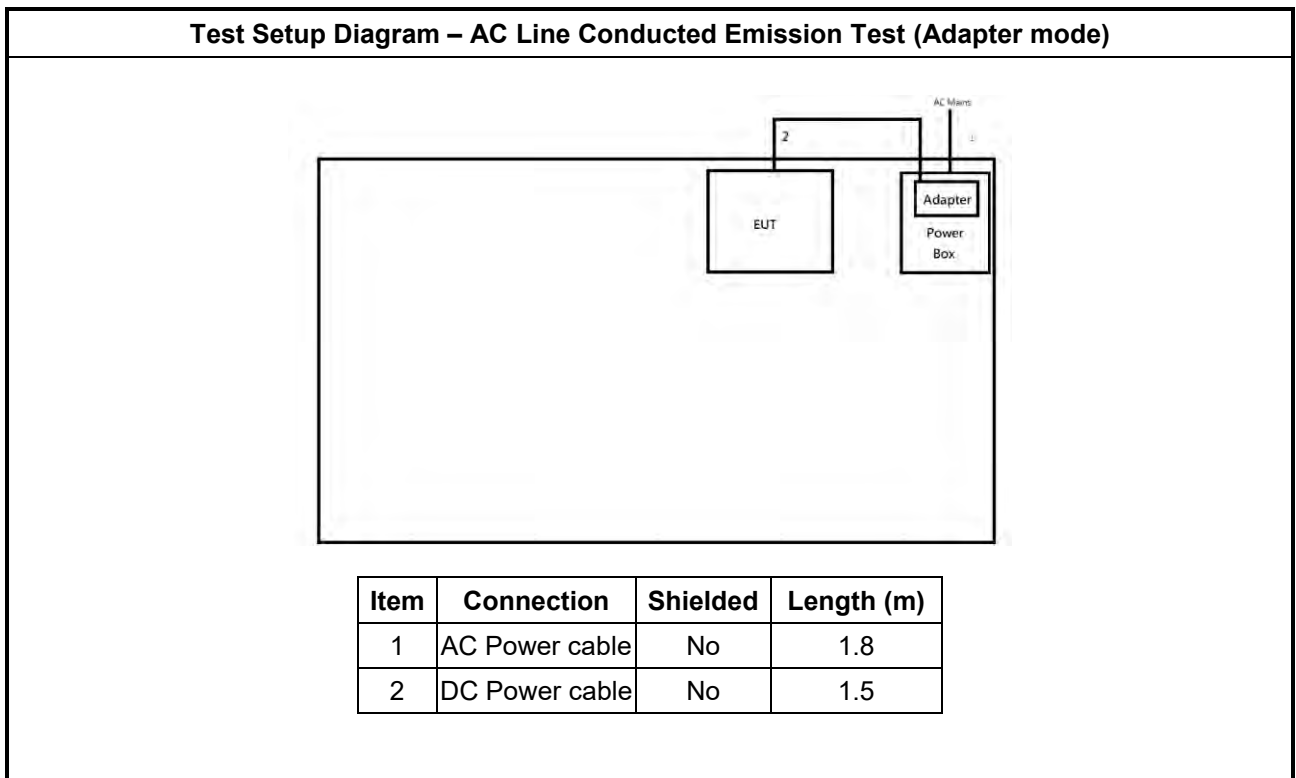 Test Setup Diagram – AC Line Conducted Emission Test (Adapter mode)
AC Mains
2
Adapter
EUT
Power
Box
Item Connection Shielded Length (m)
1 AC Power cable No 1.8
2 DC Power cable No 1.5